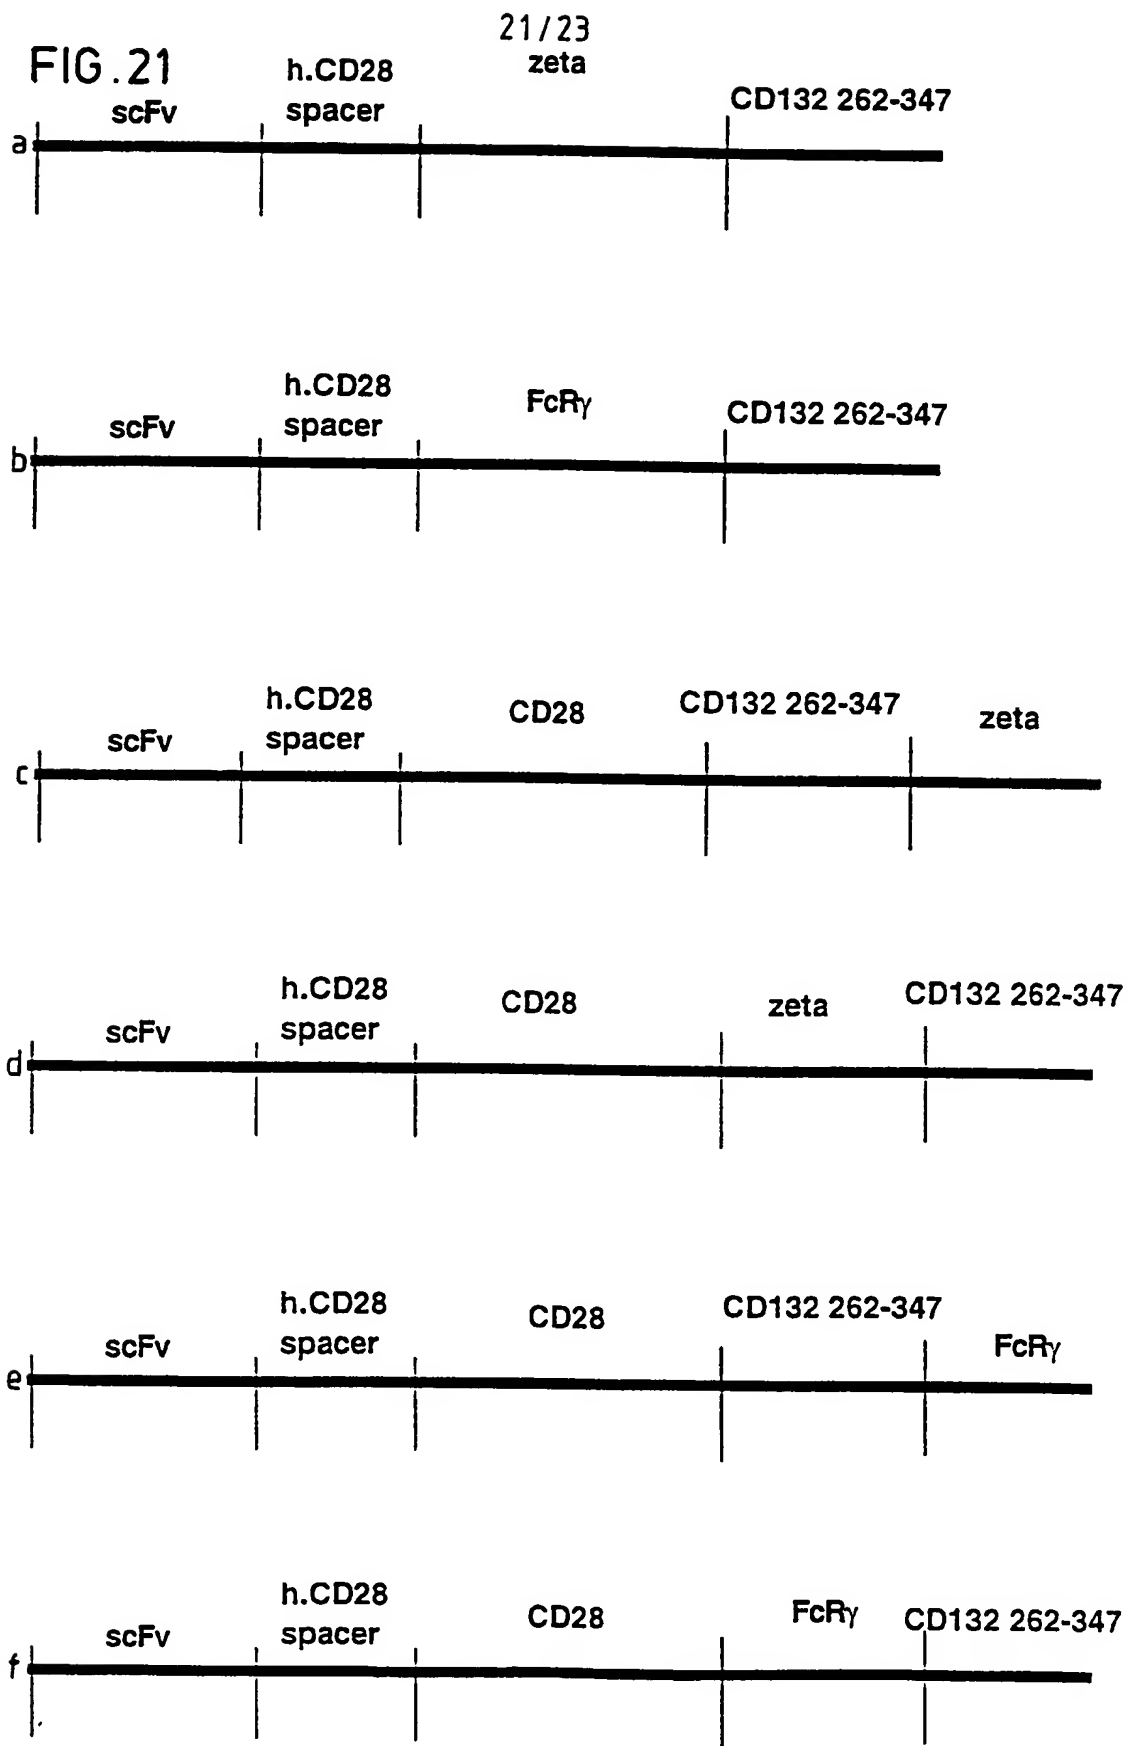 21/23
FIG.21
scFv
h.CD28
spacer
zeta
CD132 262-347
a
scFv
h.CD28
spacer
FcRγ
CD132 262-347
b
scFv
h.CD28
spacer
CD28
CD132 262-347
zeta
c
scFv
h.CD28
spacer
CD28
zeta
CD132 262-347
d
scFv
h.CD28
spacer
CD28
CD132 262-347
FcRγ
e
scFv
h.CD28
spacer
CD28
FcRγ
CD132 262-347
f